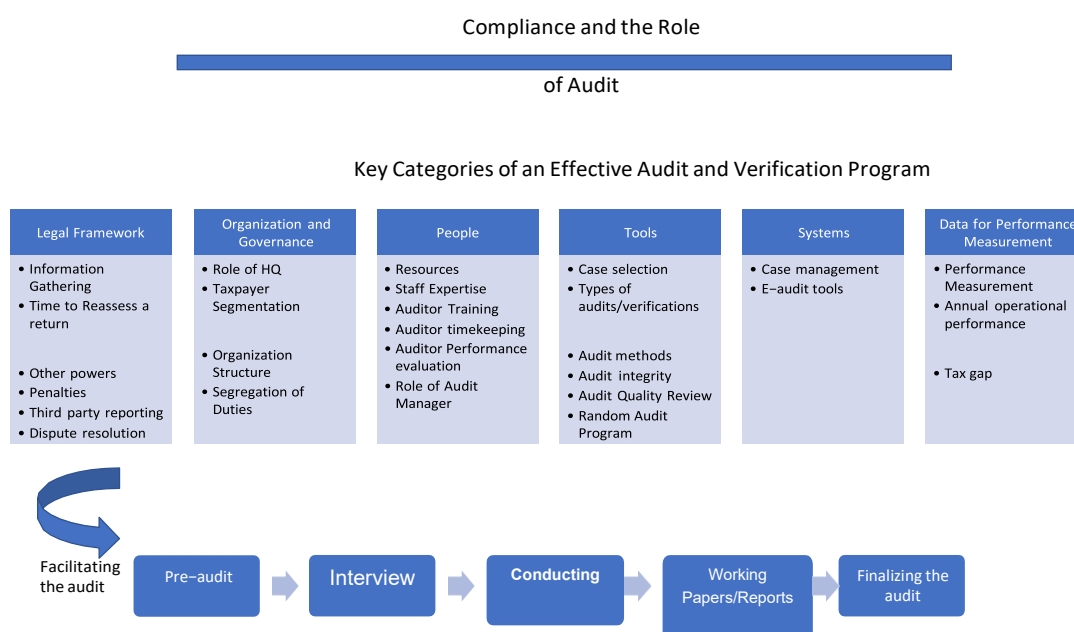 Compliance and the Role
of Audit
Key Categories of an Effective Audit and Verification Program
Legal Framework
• Information
Gathering
• Time to Reassess a
return
• Other powers
• Penalties
• Third party reporting
• Dispute resolution
Organization and
Governance
• Role of HQ
• Taxpayer
Segmentation
• Organization
Structure
• Segregation of
Duties
People
• Resources
• Staff Expertise
• Auditor Training
• Auditor timekeeping
• Auditor Performance
evaluation
• Role of Audit
Manager
Tools
• Case selection
• Types of
audits/verifications
• Audit methods
• Audit integrity
• Audit Quality Review
• Random Audit
Program
Systems
• Case management
• E−audit tools
Data for Performance
Measurement
• Performance
Measurement
• Annual operational
performance
• Tax gap
Facilitating
the audit
Pre−audit
Interview
Conducting
Working
Papers/Reports
Finalizing the
audit